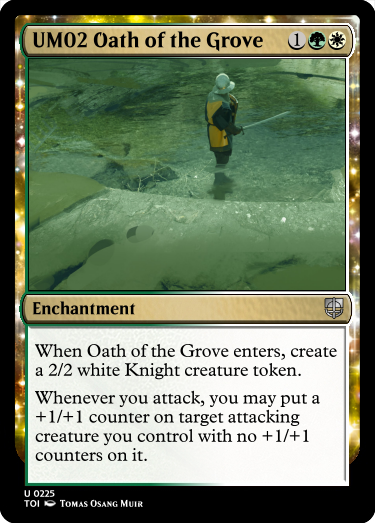 UM02 Oath of the Grove 1
Enchantment
When Oath of the Grove enters, create
a 2/2 white Knight creature token.
Whenever you attack, you may put a
+1/+1 counter on target attacking
creature you control with no +1/+1
counters on it.
U 0225
TOI Tomas Osang Muir